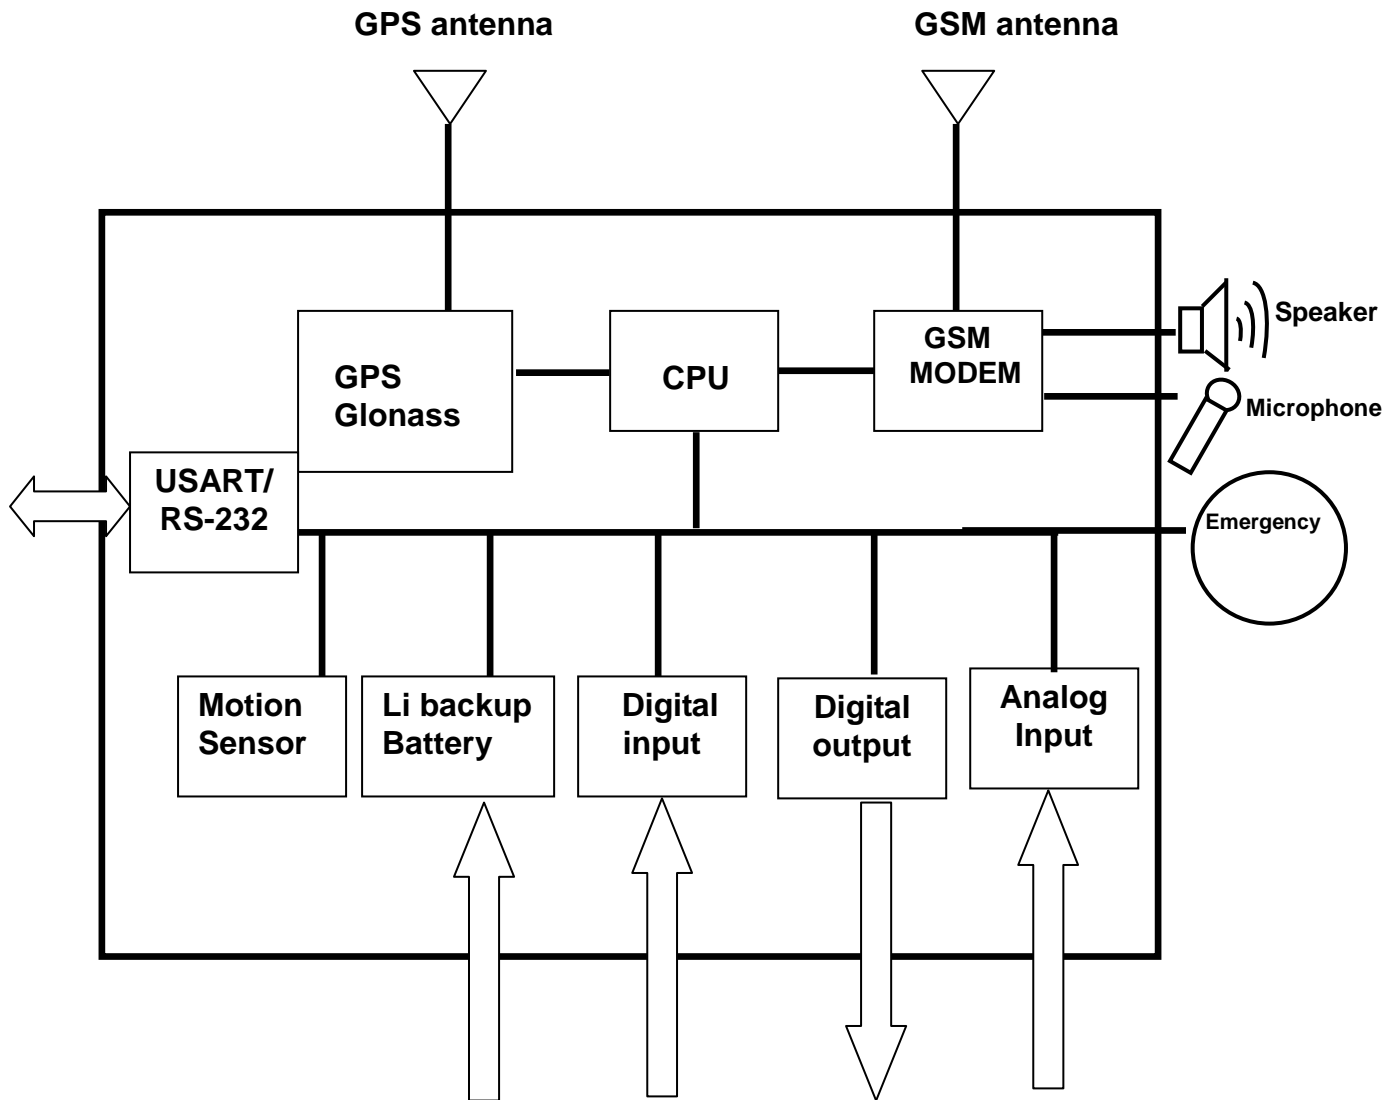 GPS antenna
GSM antenna
GPS
Glonass
CPU
GSM
MODEM
Speaker
Microphone
USART/
RS-232
Emergency
Motion
Sensor
Li backup
Battery
Digital
input
Digital
output
Analog
Input